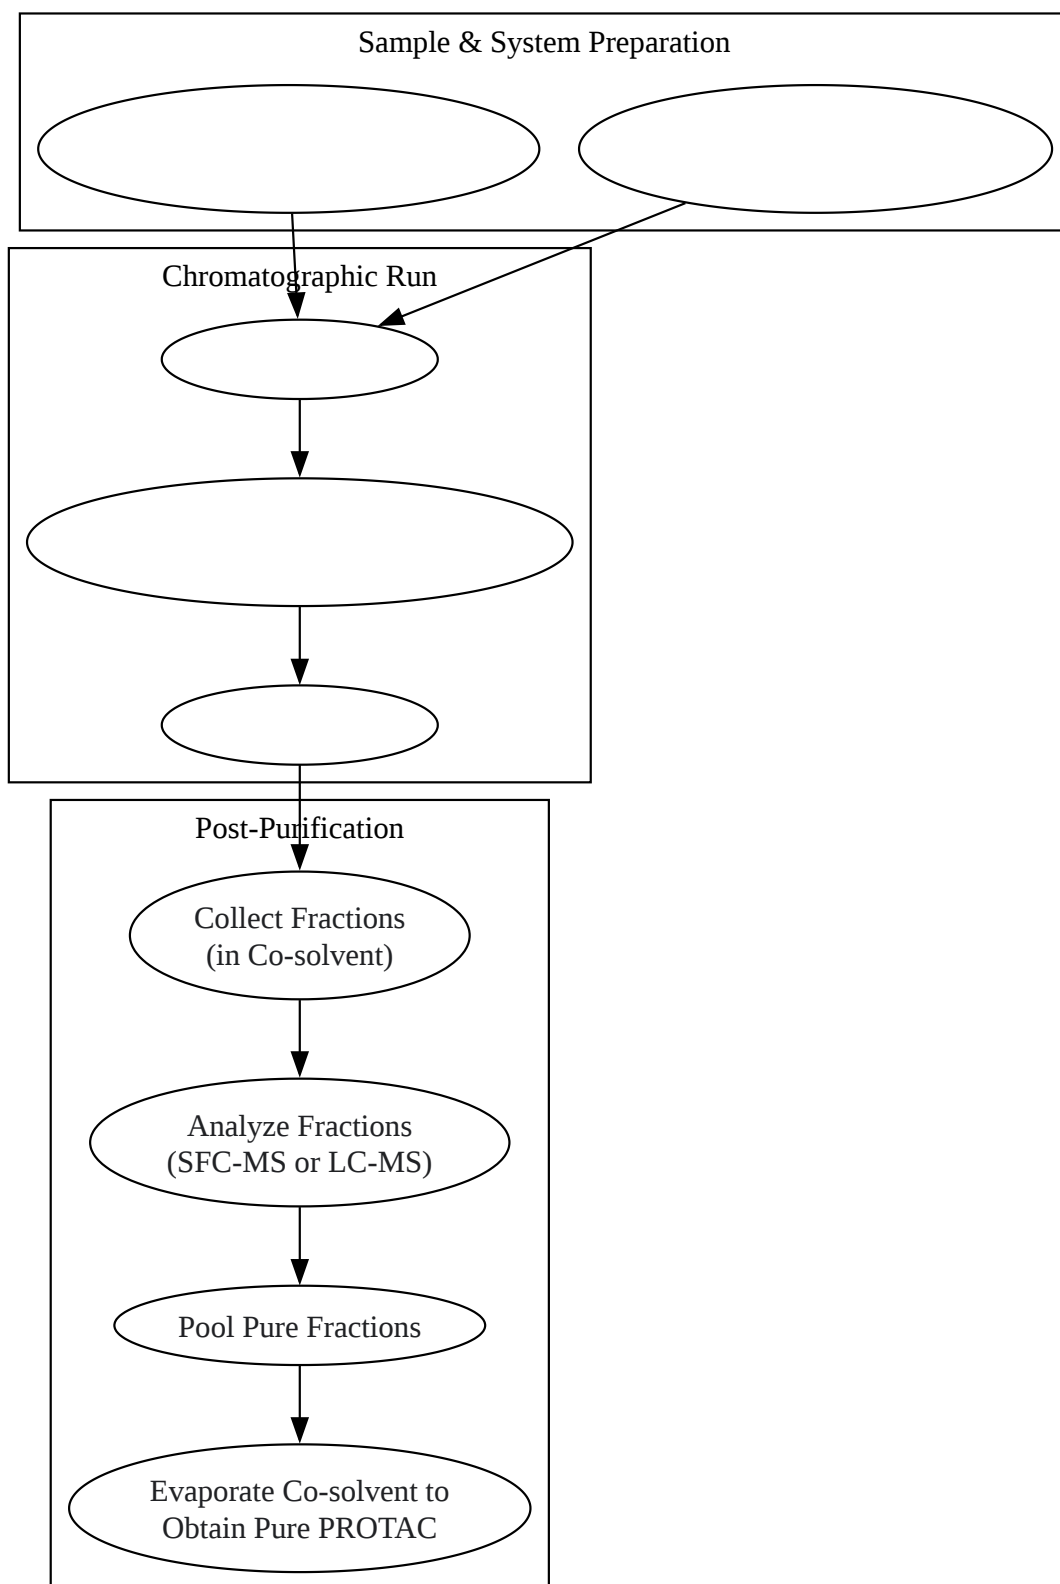 Sample & System Preparation
Chromatographic Run
Post-Purification
Collect Fractions
(in Co-solvent)
Analyze Fractions
(SFC-MS or LC-MS)
Pool Pure Fractions
Evaporate Co-solvent to
Obtain Pure PROTAC